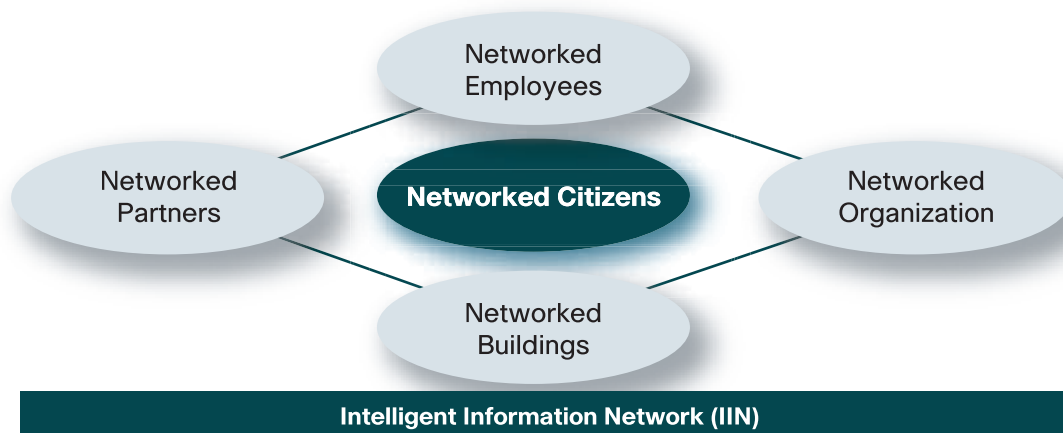 Networked
Employees
Networked
Partners
Networked Citizens
Networked
Organization
Networked
Buildings
Intelligent Information Network (IIN)